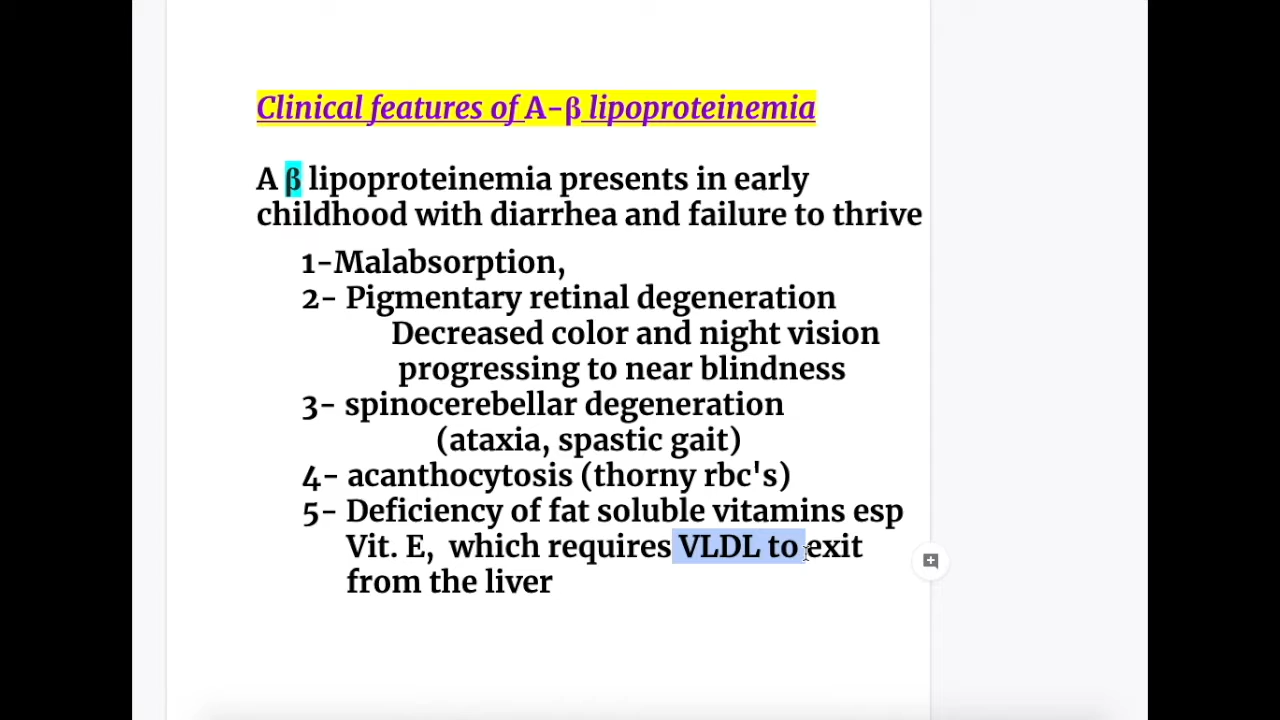 Clinical features of A-β lipoproteinemia
A β lipoproteinemia presents in early
childhood with diarrhea and failure to thrive
1-Malabsorption,
2- Pigmentary retinal degeneration
Decreased color and night vision
progressing to near blindness
3- spinocerebellar degeneration
(ataxia, spastic gait)
4- acanthocytosis (thorny rbc's)
5- Deficiency of fat soluble vitamins esp
Vit. E, which requires VLDL to exit
from the liver